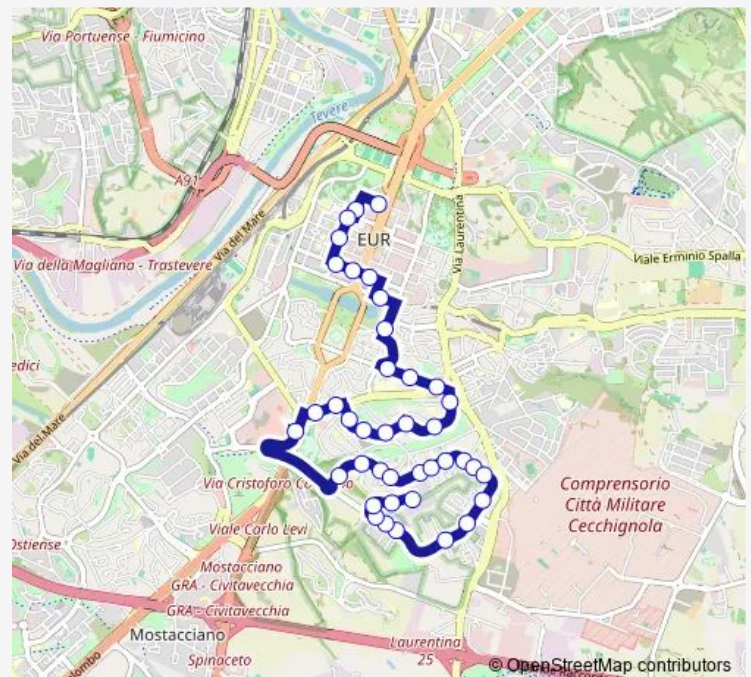 Via Portuense - Fiumicino
Tevere
A91
Via del Mare
EUR
Via Laurentina
Via della Magliana - Trastevere
Viale Erminio Spalla
edici
Via del Mare
Comprensorio
Città Militare
Cecchignola
Via Cristoforo Co
o
Viale Carlo Levi
Ostiense
Mostacciano
GRA - Civitavecchia
GRA - Civitavecchia
Mostacciano
Laurentina
25
Spinaceto
olombo
© OpenStreetMap contributors